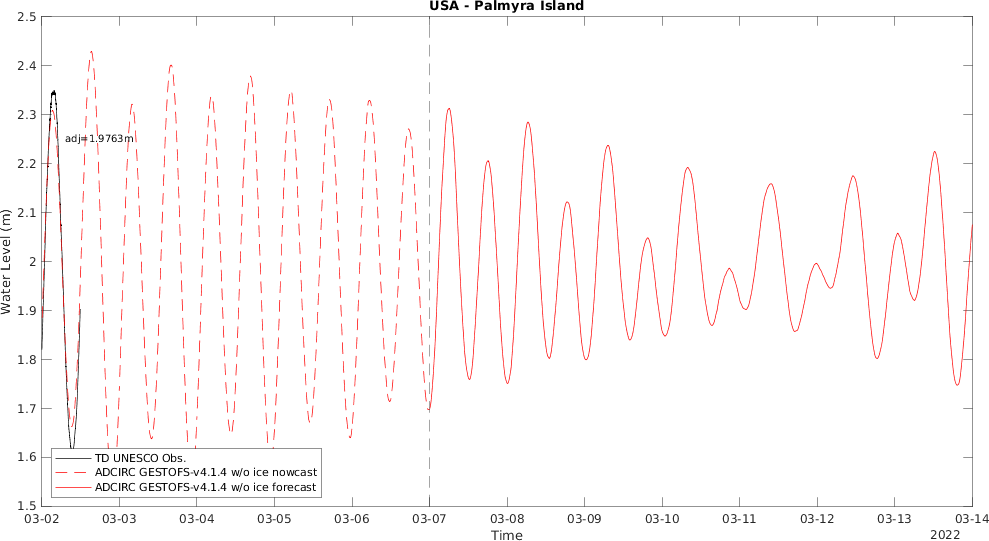 USA - Palmyra Island
2.5
2.4
2.3
2.2
2.1
2
1.9
1.8
1.7
1.6
1.5
Water Level (m)
adj=1.9763m
TD UNESCO Obs.
ADCIRC GESTOFS-v4.1.4 w/o ice nowcast
ADCIRC GESTOFS-v4.1.4 w/o ice forecast
03-02 03-03 03-04 03-05 03-06 03-07 03-08 03-09 03-10 03-11 03-12 03-13 03-14
Time
2022